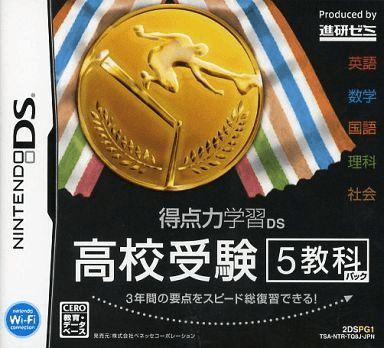 Produced by
進研ゼミ
英語
数学
国語
理科
社会
NINTENDO DS
得点力学習DS
高校受験 5教科パック
3年間の要点をスピード総復習できる!
Nintendo
Wi-Fi
CONNECTION
CERO
教育・データベース
発売元:株式会社ベネッセコーポレーション
2DSPG1
TSA-NTR-TQ8J-JPN